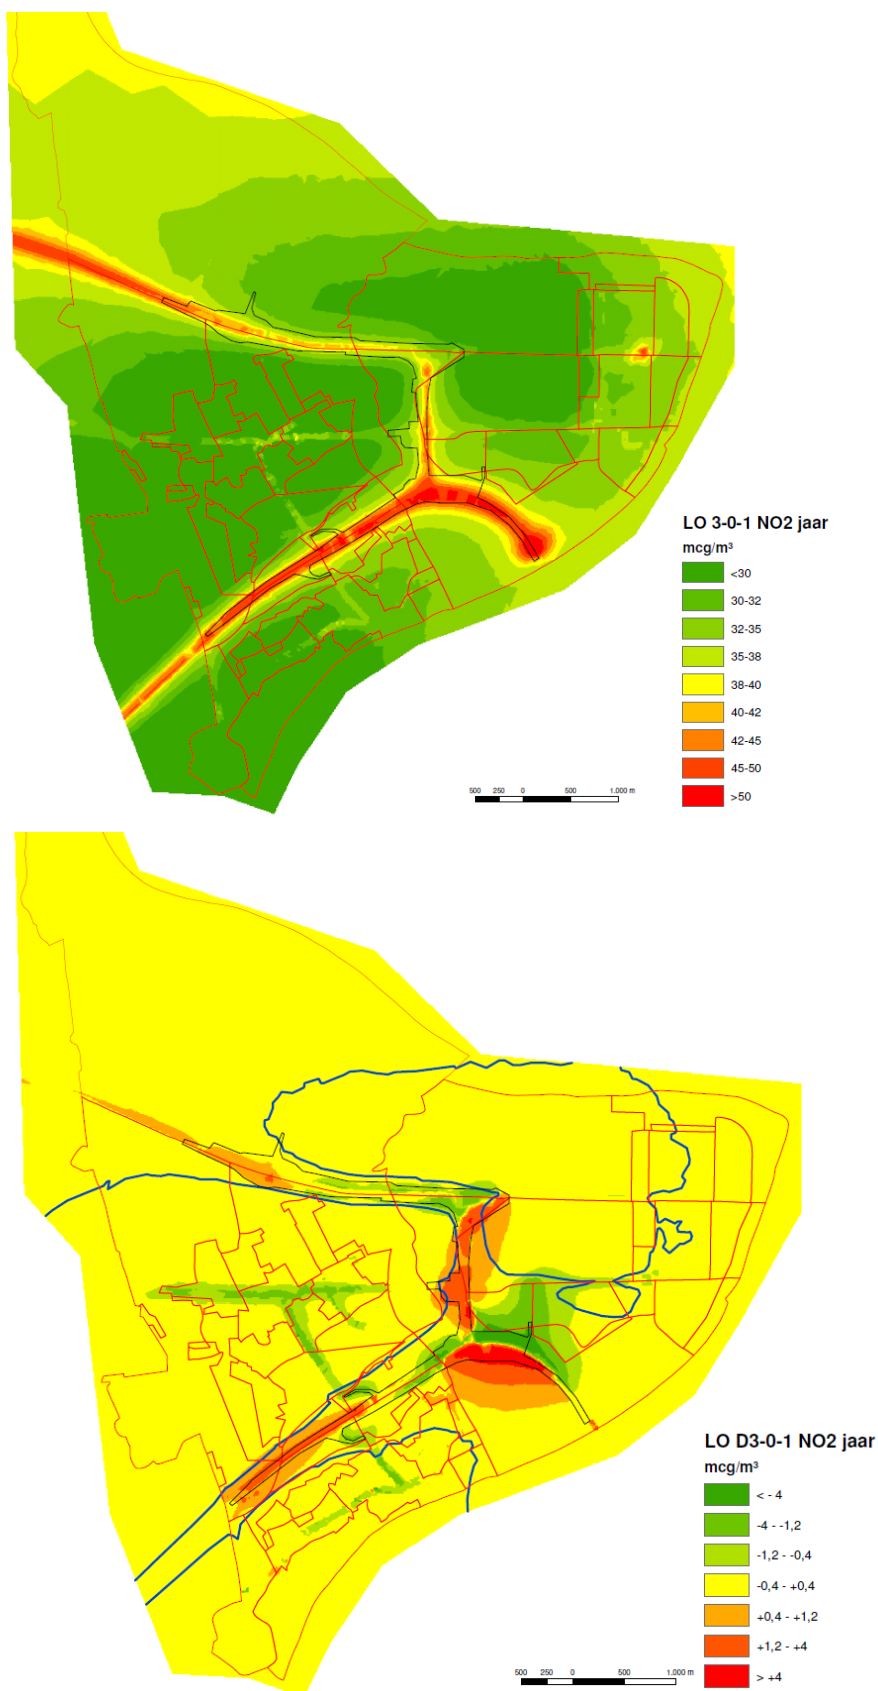 LO 3-0-1 NO2 jaar
mcg/m³
<30
30-32
32-35
35-38
38-40
40-42
42-45
45-50
>50
500 250 0 500 1.000 m
LO D3-0-1 NO2 jaar
mcg/m³
< - 4
-4 - -1,2
-1,2 - -0,4
-0,4 - +0,4
+0,4 - +1,2
+1,2 - +4
> +4
500 250 0 500 1.000 m